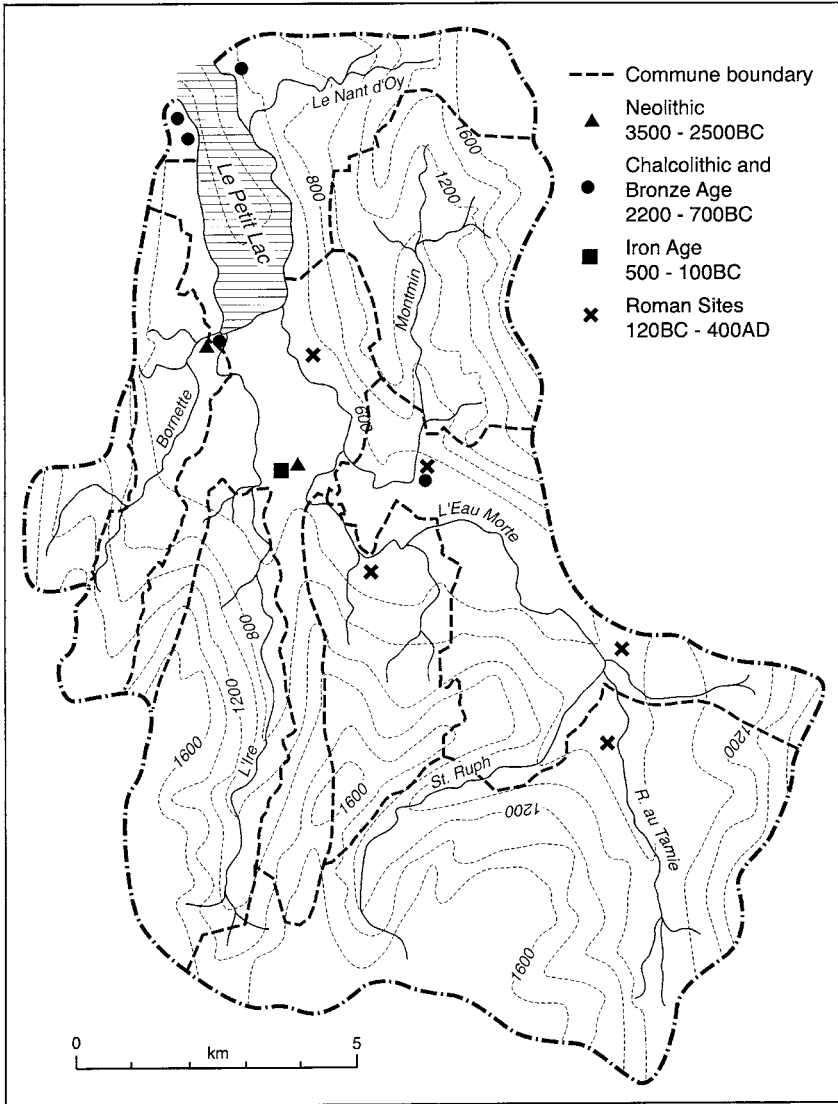 Commune boundary
Neolithic
3500 - 2500BC
Chalcolithic and
Bronze Age
2200 - 700BC
Iron Age
500 - 100BC
Roman Sites
120BC - 400AD
Le Nant d'Oy
1600
800
1200
Le Petit Lac
Montmin
Bornette
600
L'Eau Morte
800
1200
1600
L'Ire
1600
St. Ruph
1200
1200
R. au Tamie
1600
0
5
km